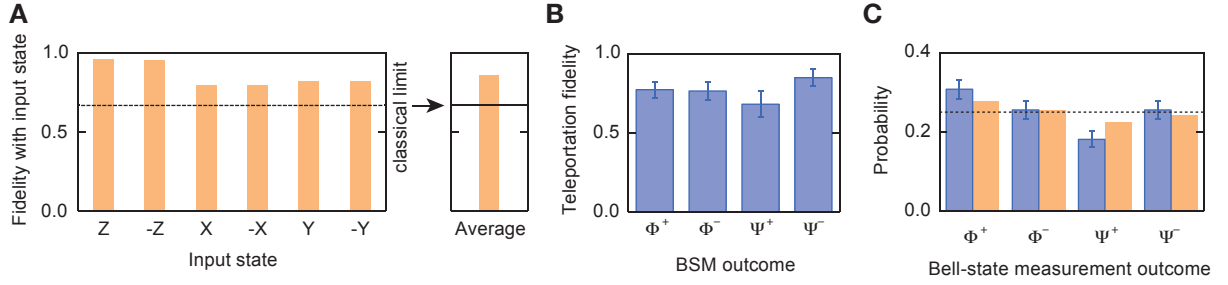 A
Fidelity with input state
1.0
0.5
0.0
Z -Z X -X Y -Y
Input state
classical limit
Average
B
Teleportation fidelity
1.0
0.5
0.0
Φ⁺ Φ⁻ Ψ⁺ Ψ⁻
BSM outcome
C
Probability
0.4
0.2
0.0
Φ⁺ Φ⁻ Ψ⁺ Ψ⁻
Bell-state measurement outcome